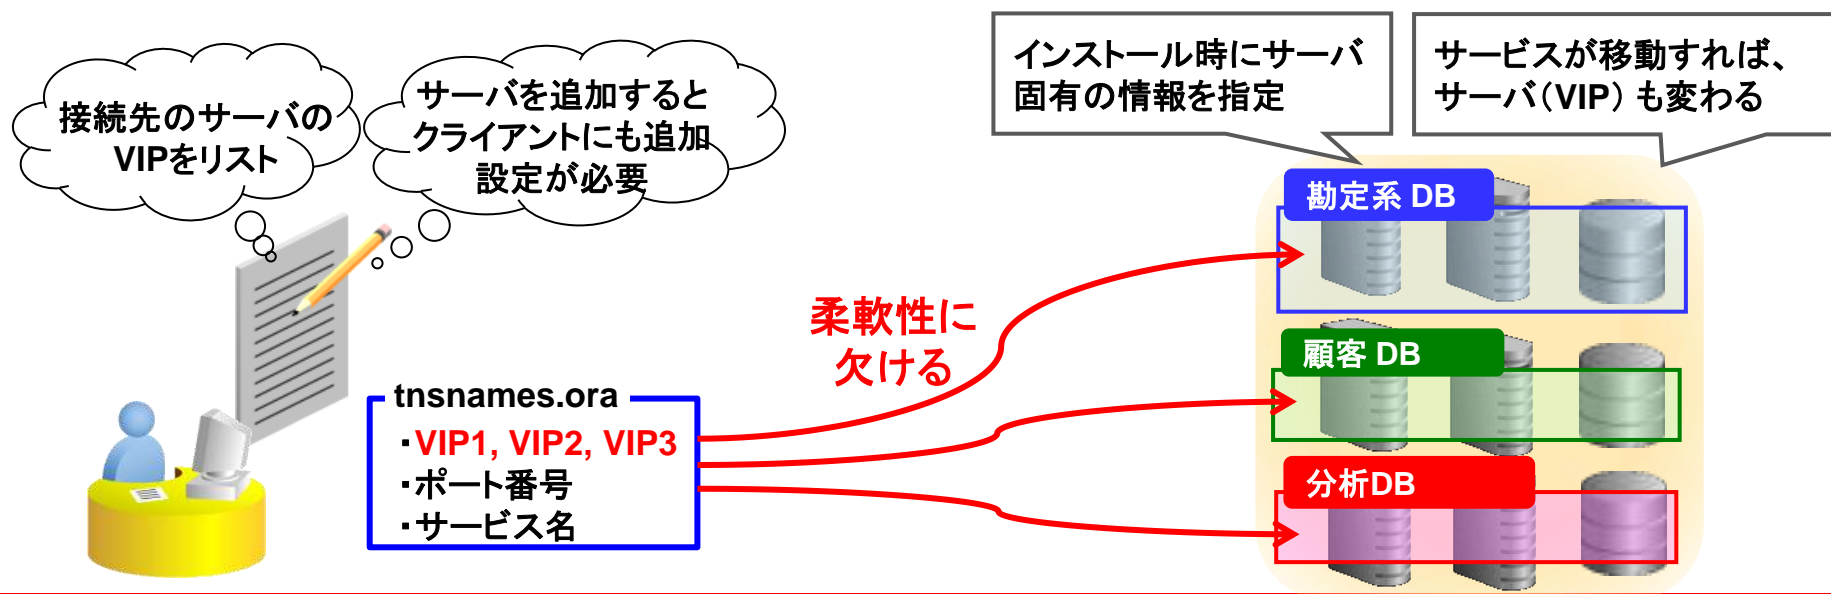 接続先のサーバの
VIPをリスト
サーバを追加すると
クライアントにも追加
設定が必要
インストール時にサーバ
固有の情報を指定
サービスが移動すれば、
サーバ（VIP） も変わる
柔軟性に
欠ける
tnsnames.ora
・VIP1, VIP2, VIP3
・ポート番号
・サービス名
勘定系 DB
顧客 DB
分析DB